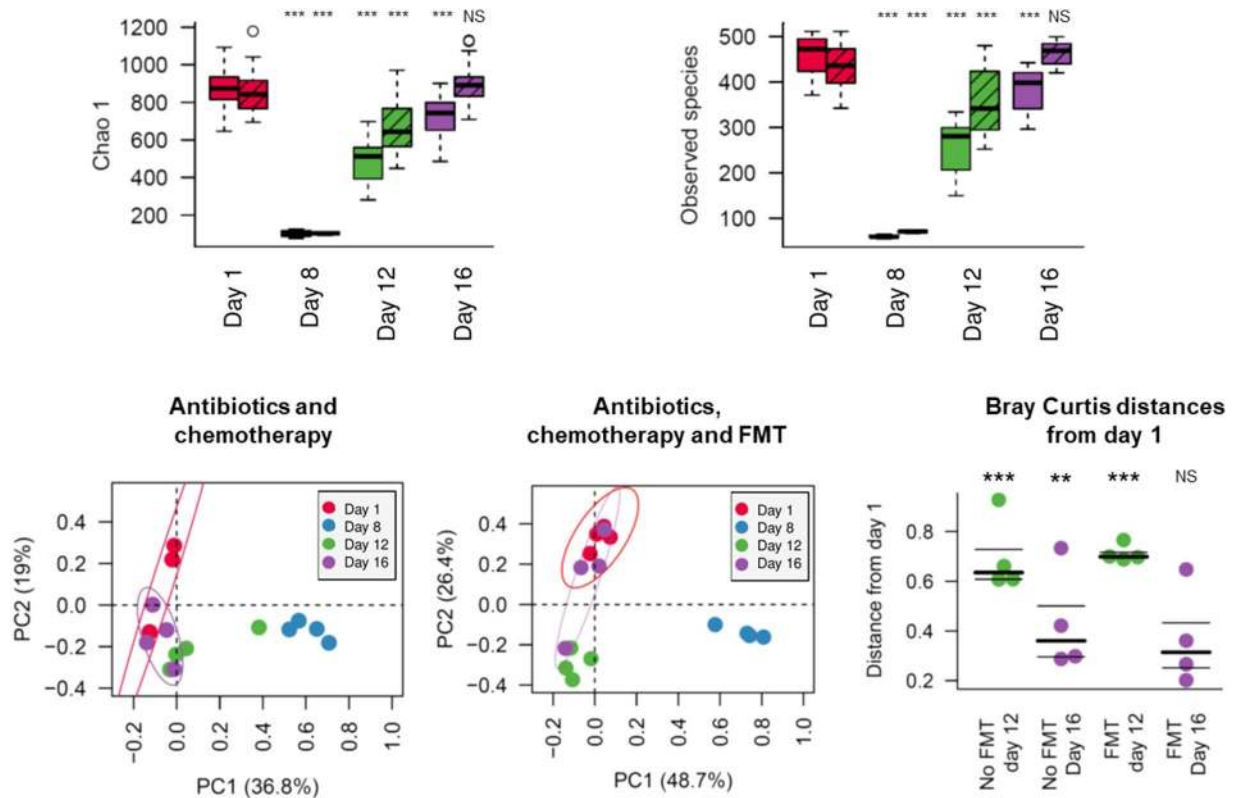 *** *** *** *** *** NS
1200
1000
800
600
400
200
Chao 1
Day 1
Day 8
Day 12
Day 16
*** *** *** *** *** NS
500
400
300
200
100
Observed species
Day 1
Day 8
Day 12
Day 16
Antibiotics and
chemotherapy
0.4
0.2
0.0
−0.2
−0.4
PC2 (19%)
Day 1
Day 8
Day 12
Day 16
−0.2
0.0
0.2
0.4
0.6
0.8
1.0
PC1 (36.8%)
Antibiotics,
chemotherapy and FMT
0.4
0.2
0.0
−0.2
−0.4
PC2 (26.4%)
Day 1
Day 8
Day 12
Day 16
−0.2
0.0
0.2
0.4
0.6
0.8
1.0
PC1 (48.7%)
Bray Curtis distances
from day 1
*** ** *** NS
0.8
0.6
0.4
0.2
Distance from day 1
No FMT
day 12
No FMT
Day 16
FMT
day 12
FMT
Day 16